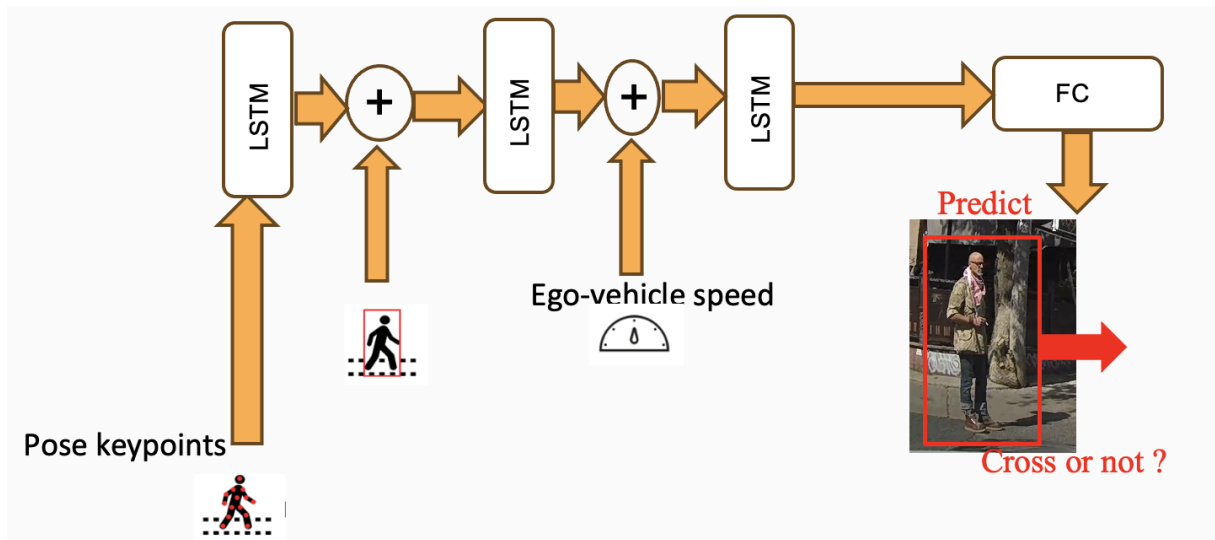 LSTM
+
LSTM
+
LSTM
FC
Predict
Ego-vehicle speed
Pose keypoints
Cross or not ?